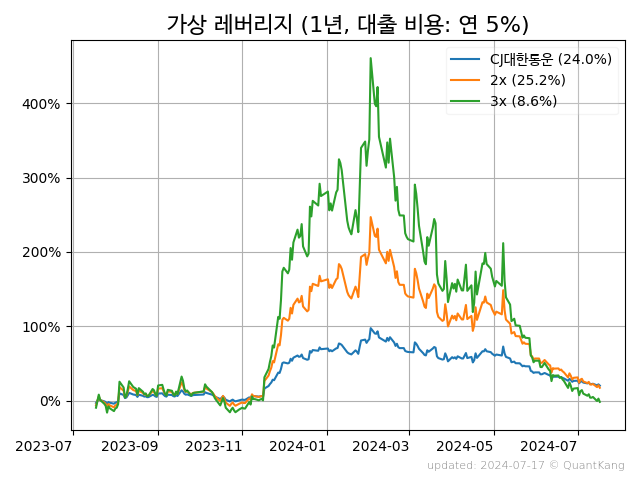 가상 레버리지 (1년, 대출 비용: 연 5%)
CJ대한통운 (24.0%)
2x (25.2%)
3x (8.6%)
400%
300%
200%
100%
0%
2023-07 2023-09 2023-11 2024-01 2024-03 2024-05 2024-07
updated: 2024-07-17 © QuantKang